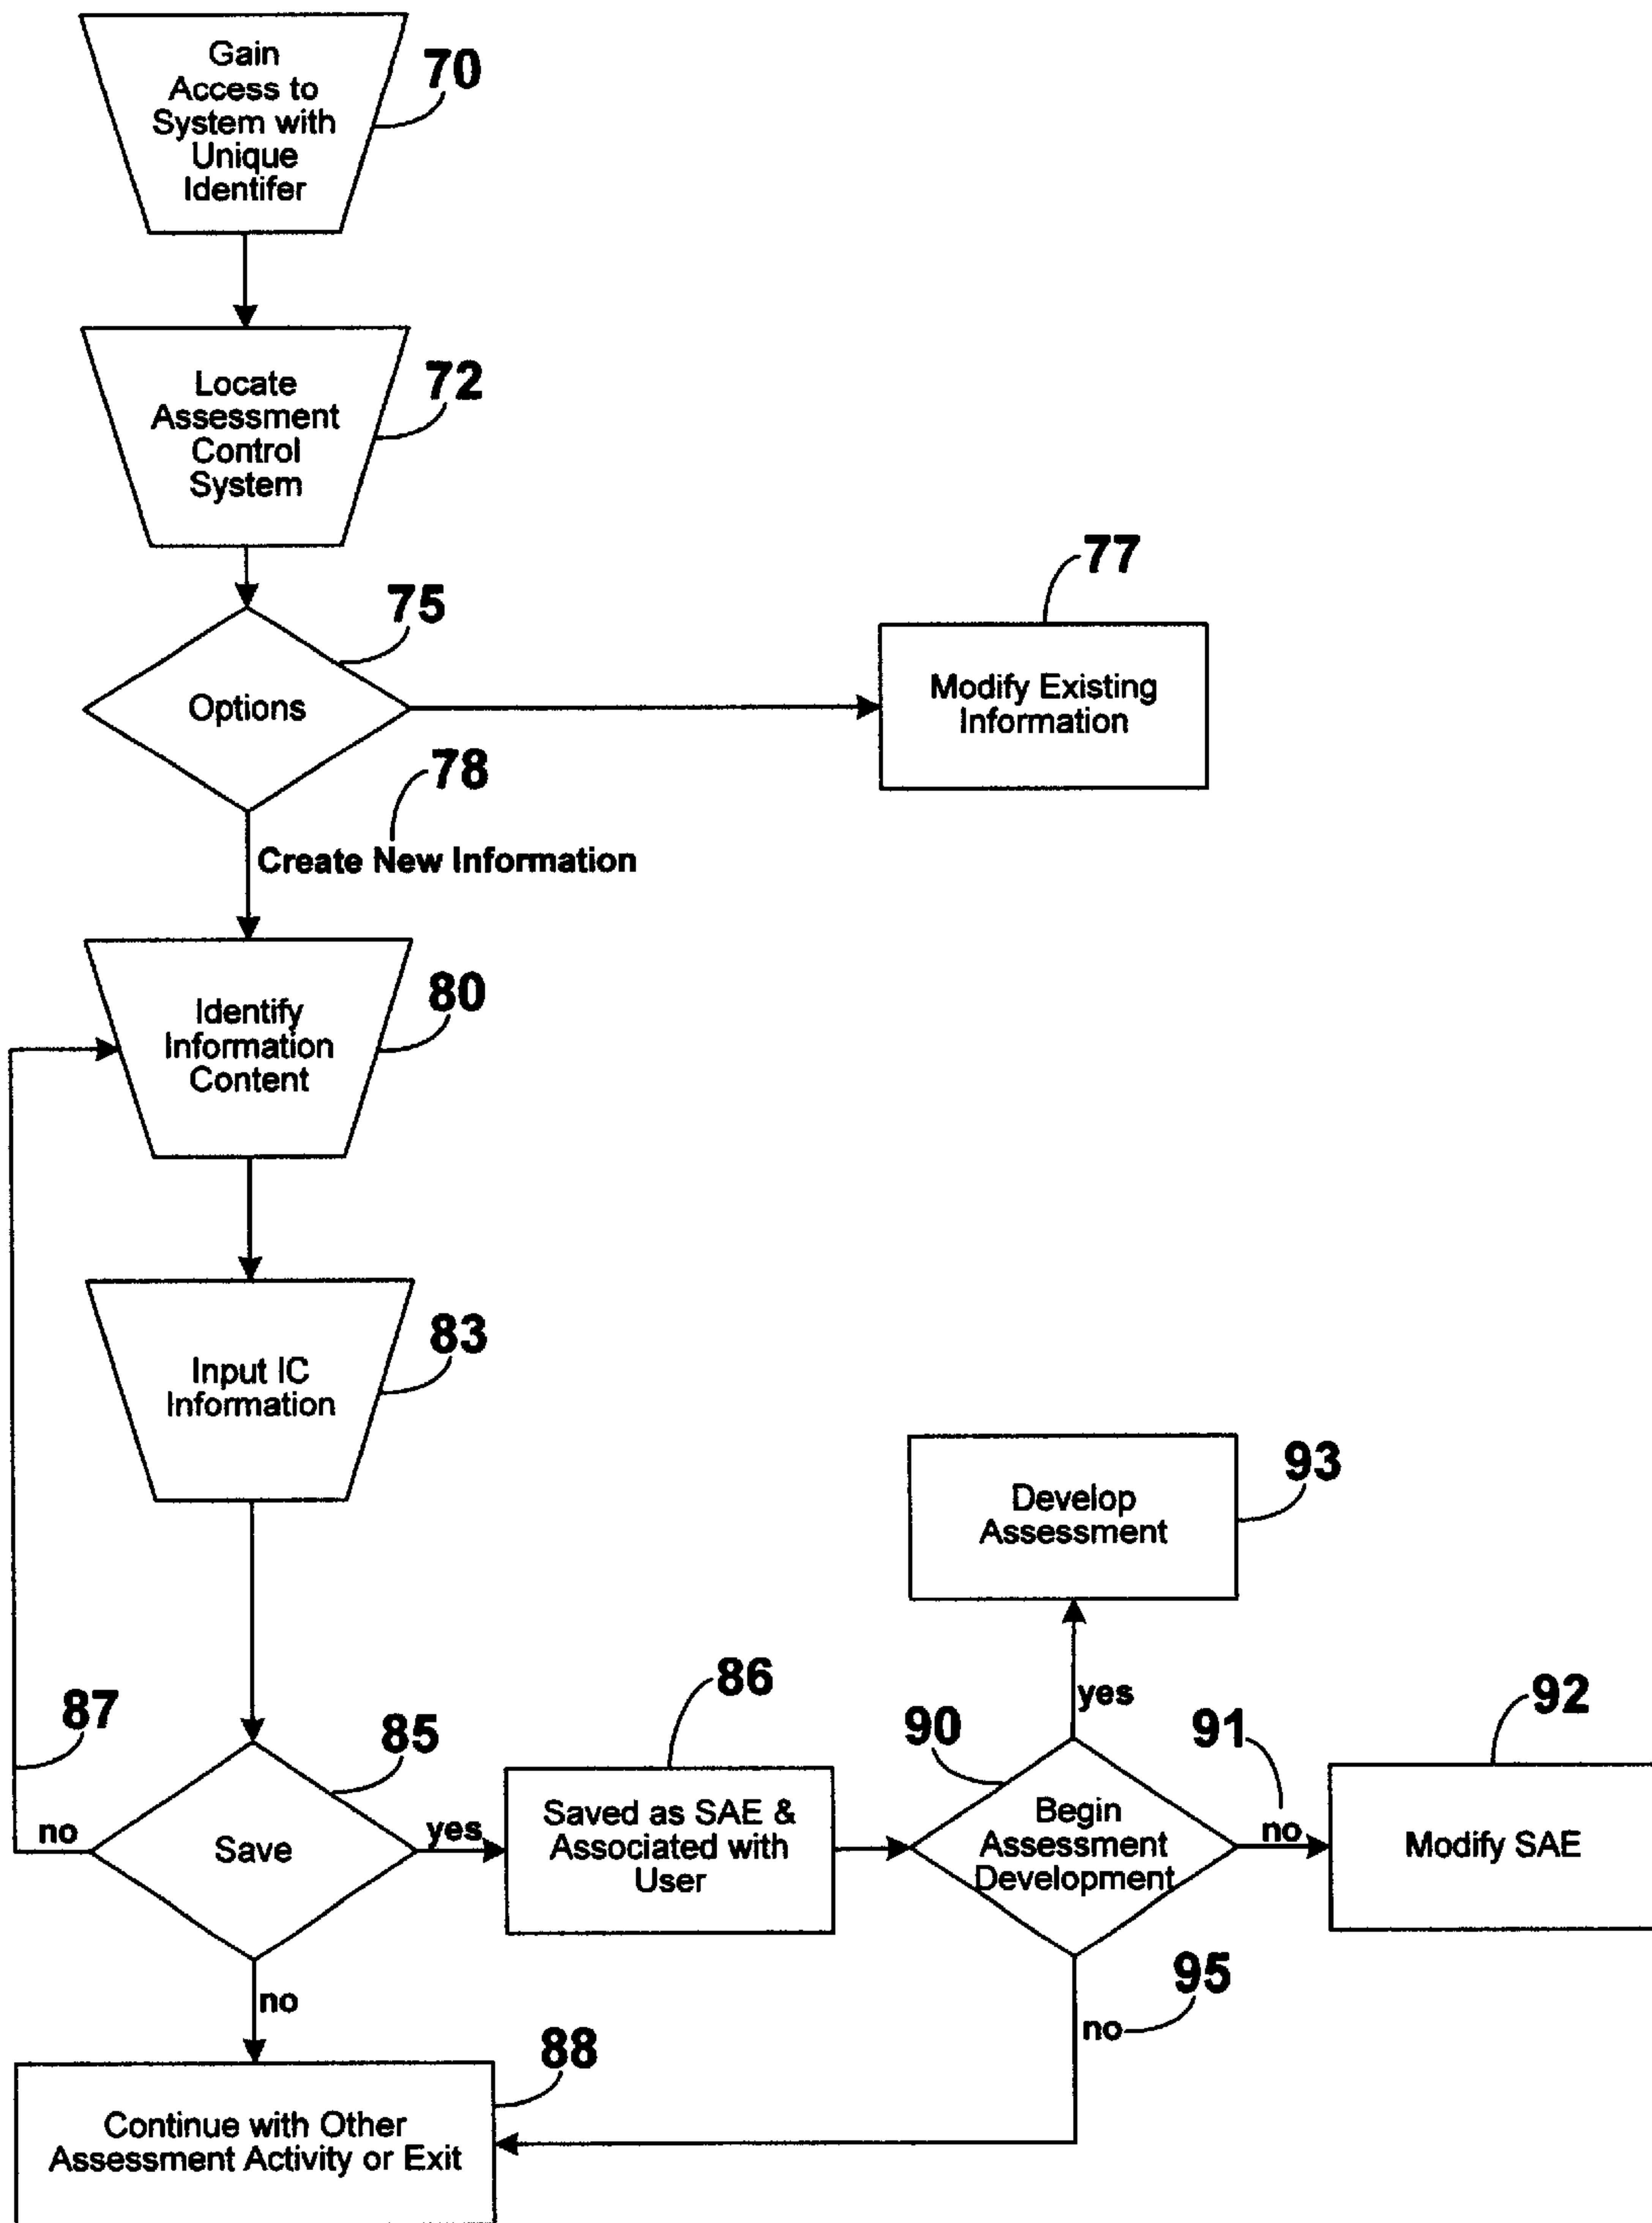 Gain
Access to
System with
Unique
Identifer
70
Locate
Assessment
Control
System
72
75
Options
77
Modify Existing
Information
78
Create New Information
Identify
Information
Content
80
Input IC
Information
83
Develop
Assessment
93
87
no
85
Save
yes
86
Saved as SAE &
Associated with
User
90
Begin
Assessment
Development
yes
91
no
92
Modify SAE
no
95
no
88
Continue with Other
Assessment Activity or Exit